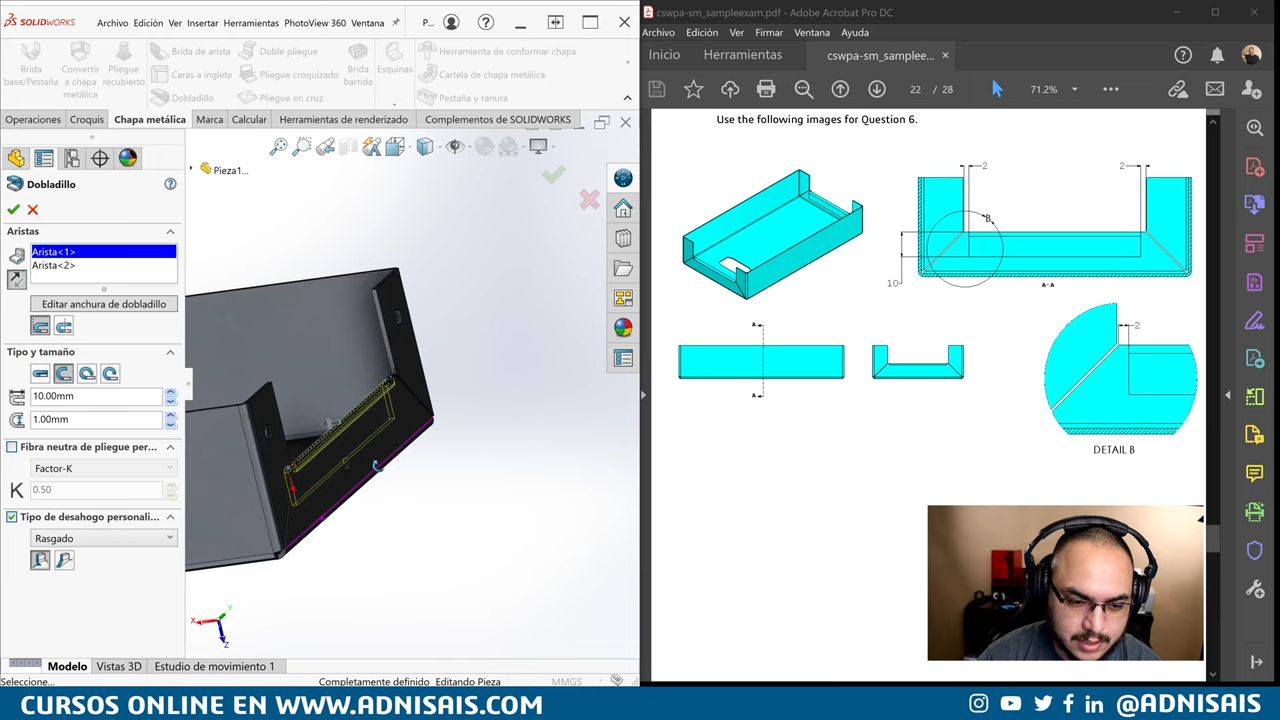 SOLIDWORKS
Archivo
Edición
Ver
Insertar
Herramientas
PhotoView 360
Ventana
P...
Brida base/Pestaña
Convertir a chapa metálica
Pliegue recubierto
Brida de arista
Caras a inglete
Dobladillo
Doble pliegue
Pliegue croquizado
Pliegue en cruz
Brida barrida
Esquinas
Herramienta de conformar chapa
Cartela de chapa metálica
Pestaña y ranura
Operaciones
Croquis
Chapa metálica
Marca
Calcular
Herramientas de renderizado
Complementos de SOLIDWORKS
Pieza1...
Dobladillo
Aristas
Arista<1>
Arista<2>
Editar anchura de dobladillo
Tipo y tamaño
10.00mm
1.00mm
Fibra neutra de pliegue per...
Factor-K
K
0.50
Tipo de desahogo personali...
Rasgado
X
Y
Z
Modelo
Vistas 3D
Estudio de movimiento 1
Seleccione...
Completamente definido
Editando Pieza
MMGS
cswpa-sm_sampleexam.pdf - Adobe Acrobat Pro DC
Archivo
Edición
Ver
Firmar
Ventana
Ayuda
Inicio
Herramientas
cswpa-sm_samplee...
22 / 28
71.2%
Use the following images for Question 6.
2
2
B
10
A-A
A
A
2
DETAIL B
CURSOS ONLINE EN WWW.ADNISAIS.COM
@ADNISAIS